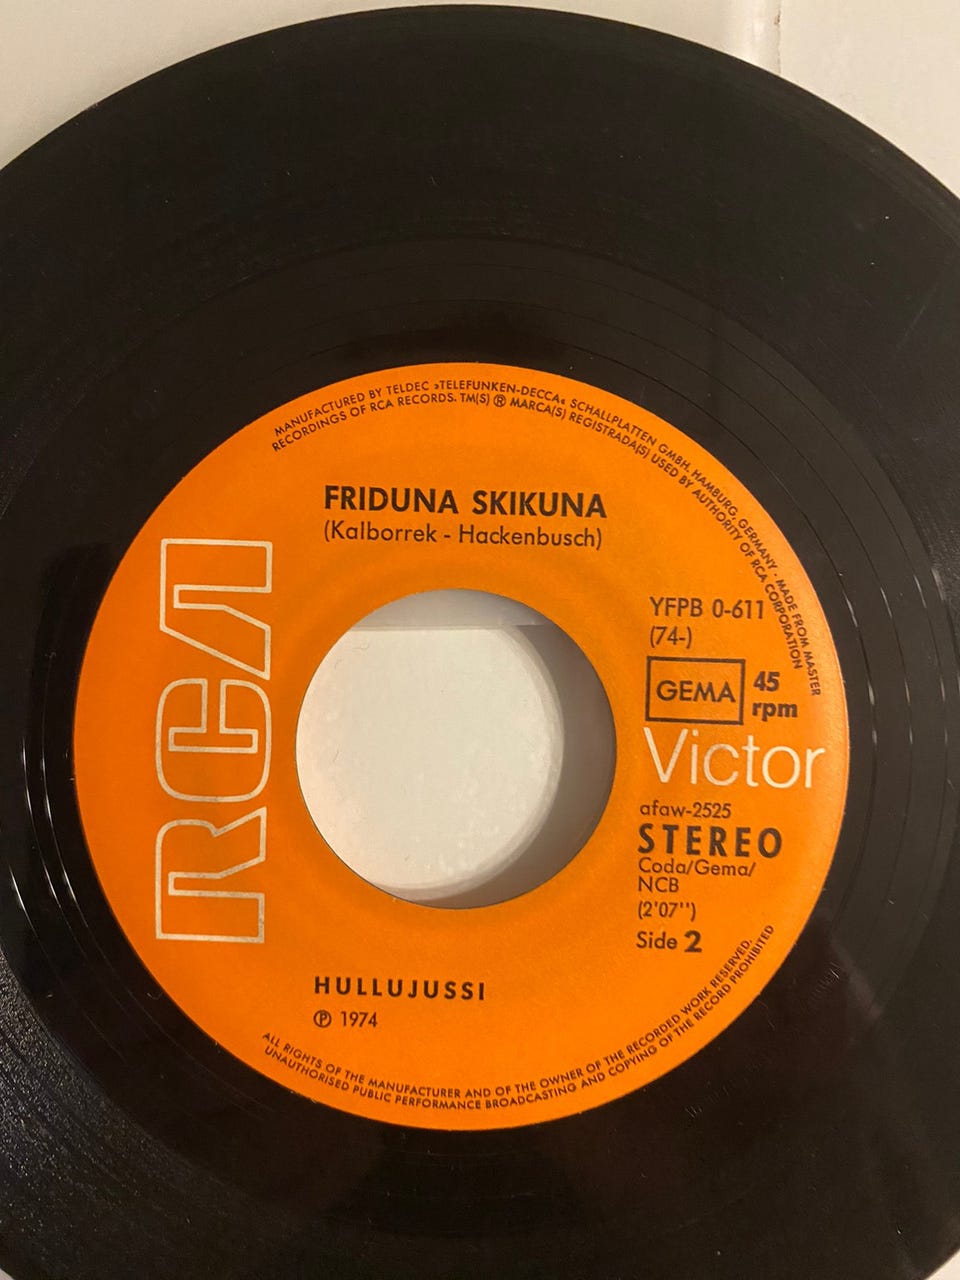 MANUFACTURED BY TELDEC »TELEFUNKEN-DECCA« SCHALLPLATTEN GMBH, HAMBURG, GERMANY · MADE FROM MASTER
RECORDINGS OF RCA RECORDS. TM(S) ® MARCA(S) REGISTRADA(S) USED BY AUTHORITY OF RCA CORPORATION
FRIDUNA SKIKUNA
(Kalborrek - Hackenbusch)
RCA
YFPB 0-611
(74-)
GEMA
45
rpm
Victor
afaw-2525
STEREO
Coda/Gema/
NCB
(2'07'')
Side 2
HULLUJUSSI
℗ 1974
ALL RIGHTS OF THE MANUFACTURER AND OF THE OWNER OF THE RECORDED WORK RESERVED.
UNAUTHORISED PUBLIC PERFORMANCE BROADCASTING AND COPYING OF THE RECORD PROHIBITED